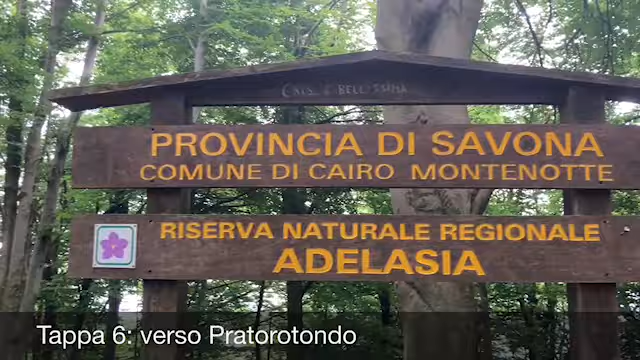 PROVINCIA DI SAVONA
COMUNE DI CAIRO MONTENOTTE
RISERVA NATURALE REGIONALE
ADELASIA
Tappa 6: verso Pratorotondo